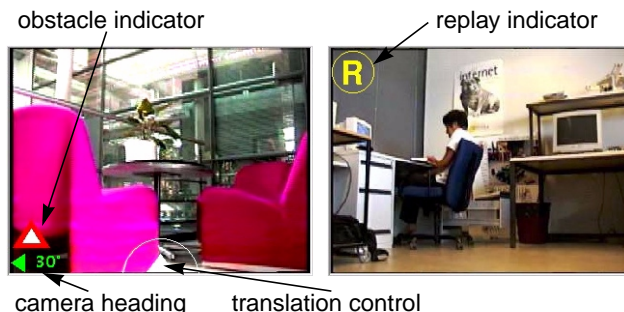 obstacle indicator
replay indicator
R
internet
30°
camera heading
translation control